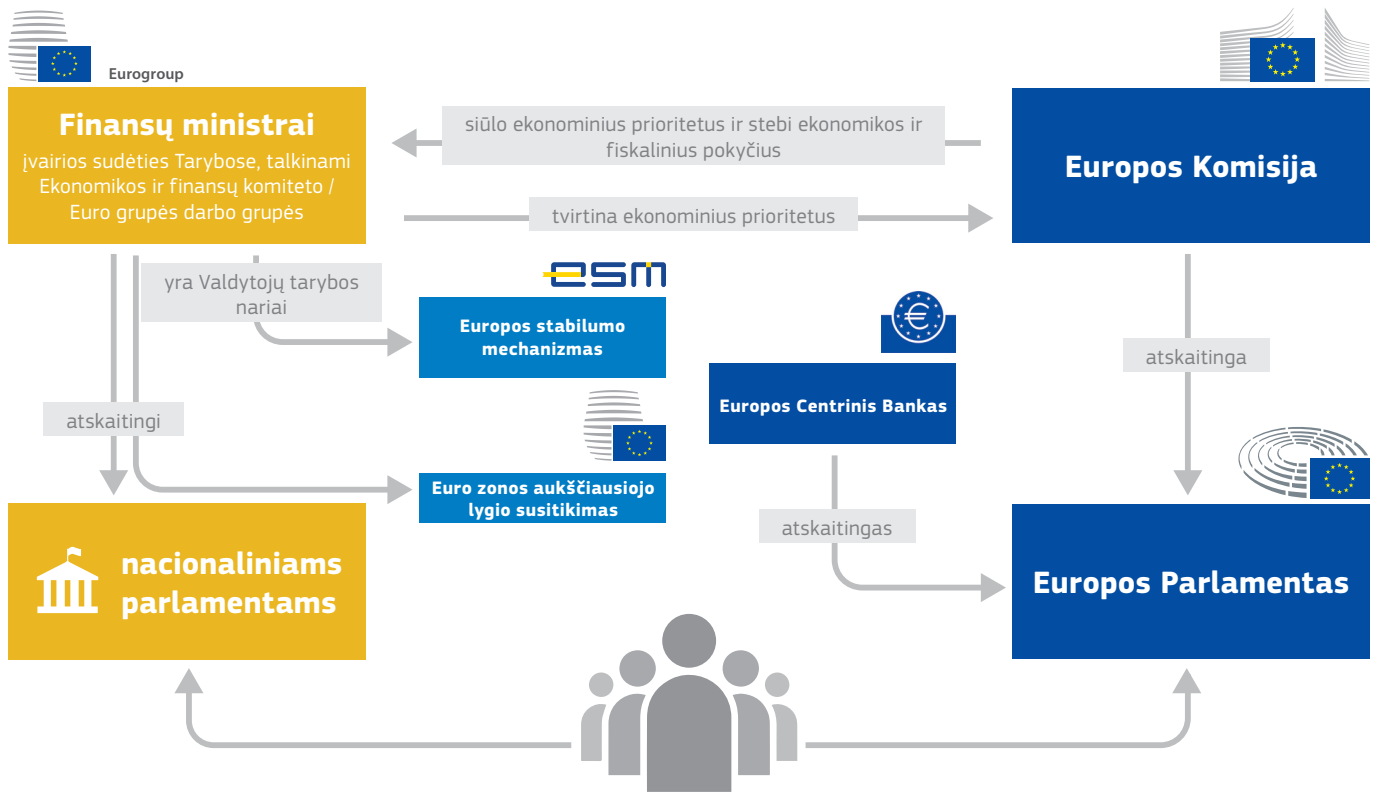 Eurogroup
Finansų ministrai
įvairios sudėties Tarybose, talkinami
Ekonomikos ir finansų komiteto /
Euro grupės darbo grupės
siūlo ekonominius prioritetus ir stebi ekonomikos ir
fiskalinius pokyčius
Europos Komisija
tvirtina ekonominius prioritetus
yra Valdytojų tarybos
nariai
esm
Europos stabilumo
mechanizmas
€
Europos Centrinis Bankas
atskaitinga
atskaitingi
Euro zonos aukščiausiojo
lygio susitikimas
atskaitingas
nacionaliniams
parlamentams
Europos Parlamentas